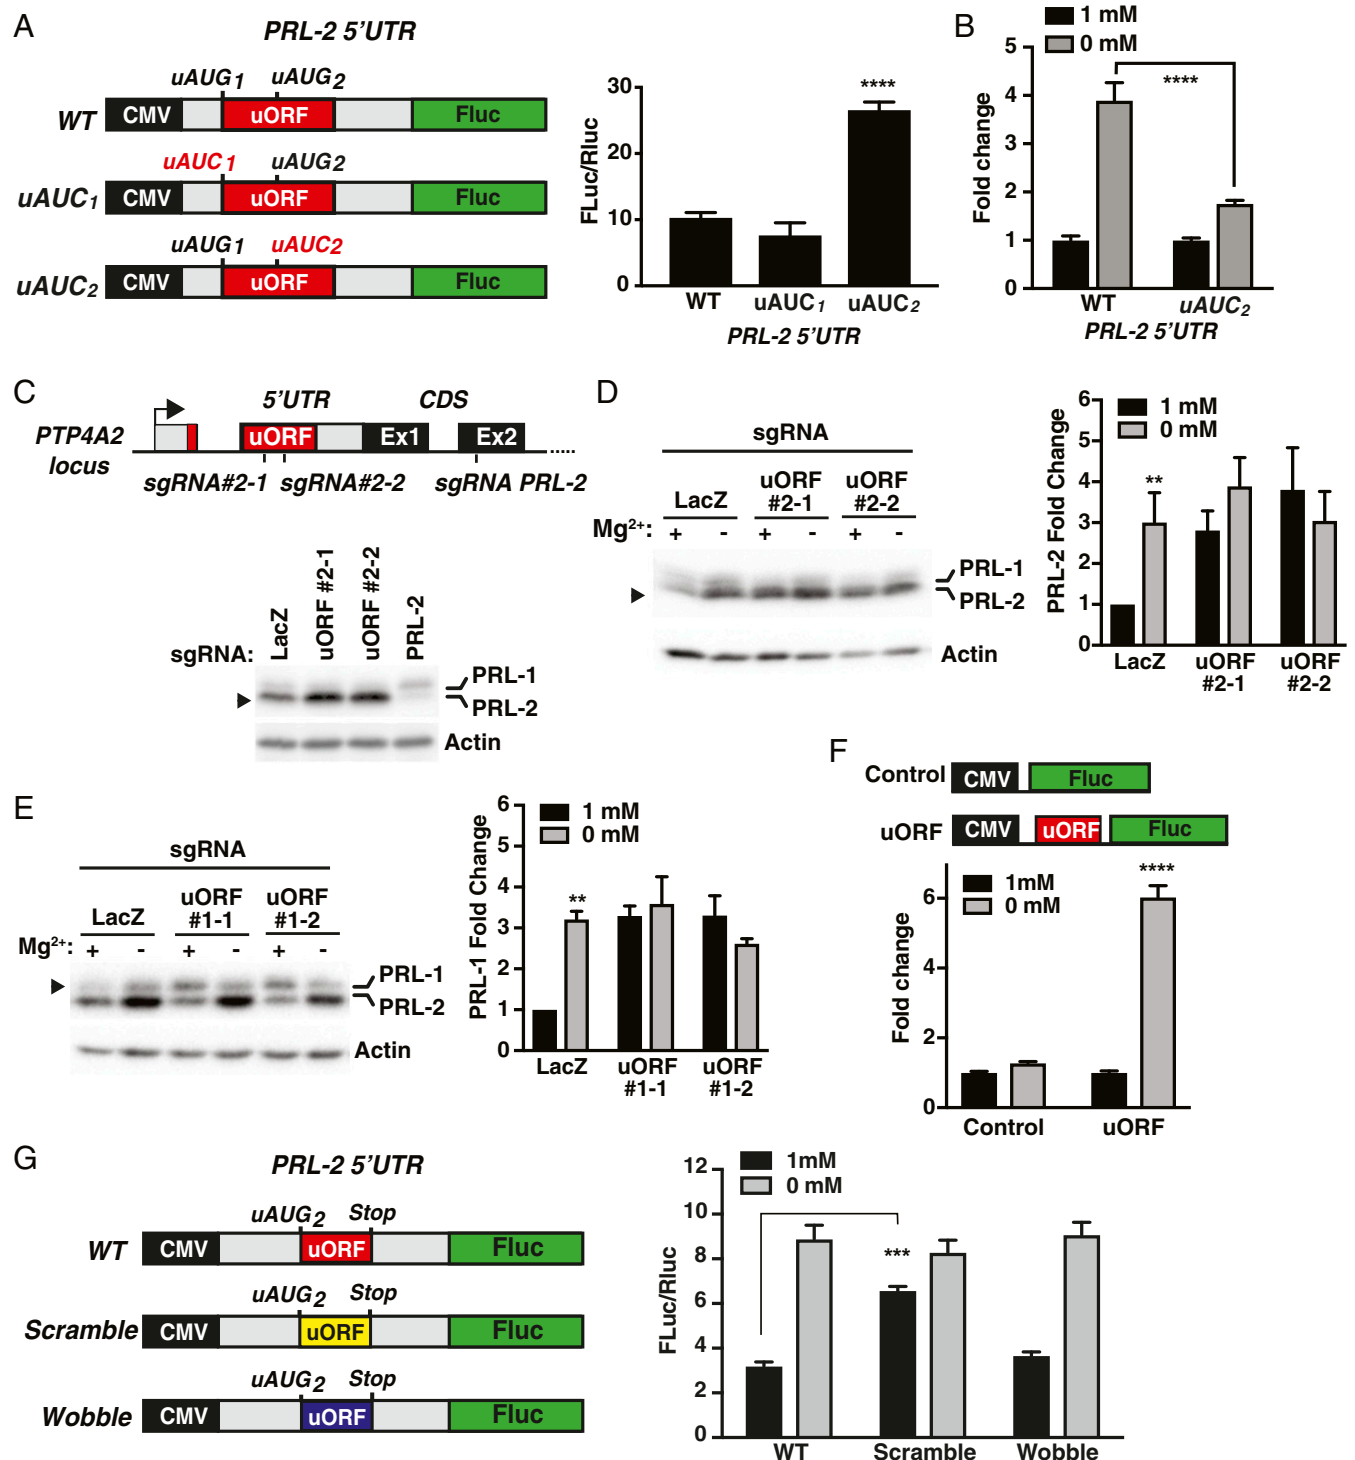 A
PRL-2 5'UTR
uAUG1 uAUG2
WT CMV uORF Fluc
uAUC1 uAUG2
uAUC1 CMV uORF Fluc
uAUG1 uAUC2
uAUC2 CMV uORF Fluc
FLuc/Rluc
30
20
10
0
****
WT uAUC1 uAUC2
PRL-2 5'UTR
B
1 mM
0 mM
Fold change
5
4
3
2
1
0
****
WT uAUC2
PRL-2 5'UTR
C
5'UTR CDS
PTP4A2 locus
uORF Ex1 Ex2
sgRNA#2-1 sgRNA#2-2 sgRNA PRL-2
sgRNA: LacZ uORF #2-1 uORF #2-2 PRL-2
PRL-1
PRL-2
Actin
D
sgRNA
LacZ uORF #2-1 uORF #2-2
Mg2+: + - + - + -
PRL-1
PRL-2
Actin
1 mM
0 mM
PRL-2 Fold Change
6
5
4
3
2
1
0
**
LacZ uORF #2-1 uORF #2-2
E
sgRNA
LacZ uORF #1-1 uORF #1-2
Mg2+: + - + - + -
PRL-1
PRL-2
Actin
1 mM
0 mM
PRL-1 Fold Change
6
5
4
3
2
1
0
**
LacZ uORF #1-1 uORF #1-2
F
Control CMV Fluc
uORF CMV uORF Fluc
1mM
0 mM
Fold change
6
4
2
0
****
Control uORF
G
PRL-2 5'UTR
uAUG2 Stop
WT CMV uORF Fluc
uAUG2 Stop
Scramble CMV uORF Fluc
uAUG2 Stop
Wobble CMV uORF Fluc
1mM
0 mM
FLuc/Rluc
12
10
8
6
4
2
0
***
WT Scramble Wobble